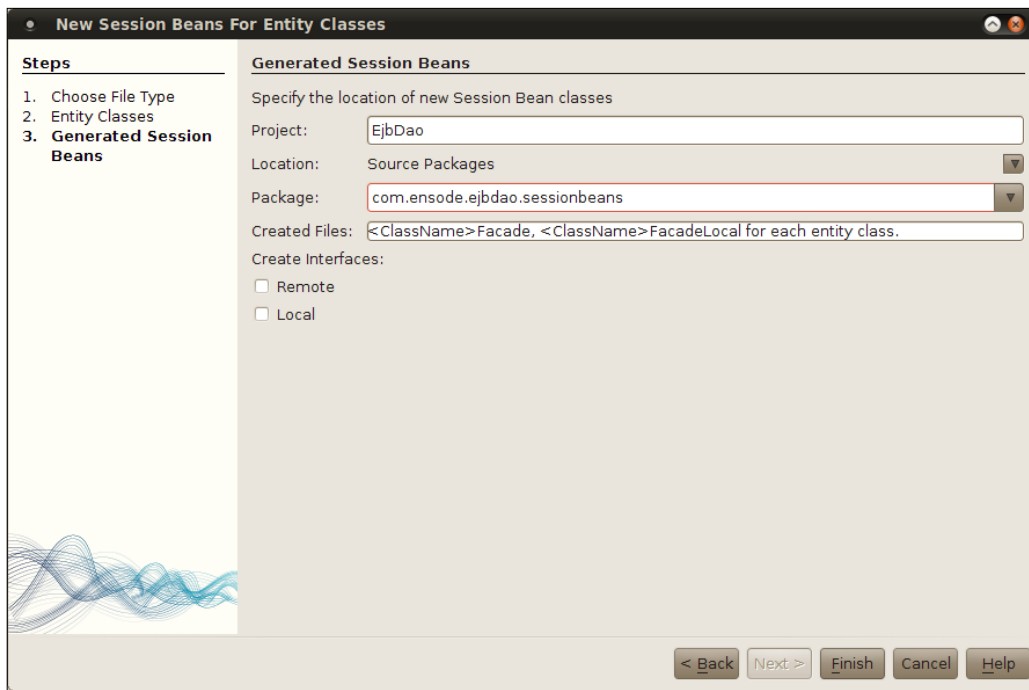 New Session Beans For Entity Classes
Steps
1. Choose File Type
2. Entity Classes
3. Generated Session
Beans
Generated Session Beans
Specify the location of new Session Bean classes
Project: EjbDao
Location: Source Packages
Package: com.ensode.ejbdao.sessionbeans
Created Files: <ClassName>Facade, <ClassName>FacadeLocal for each entity class.
Create Interfaces:
Remote
Local
< Back Next > Finish Cancel Help